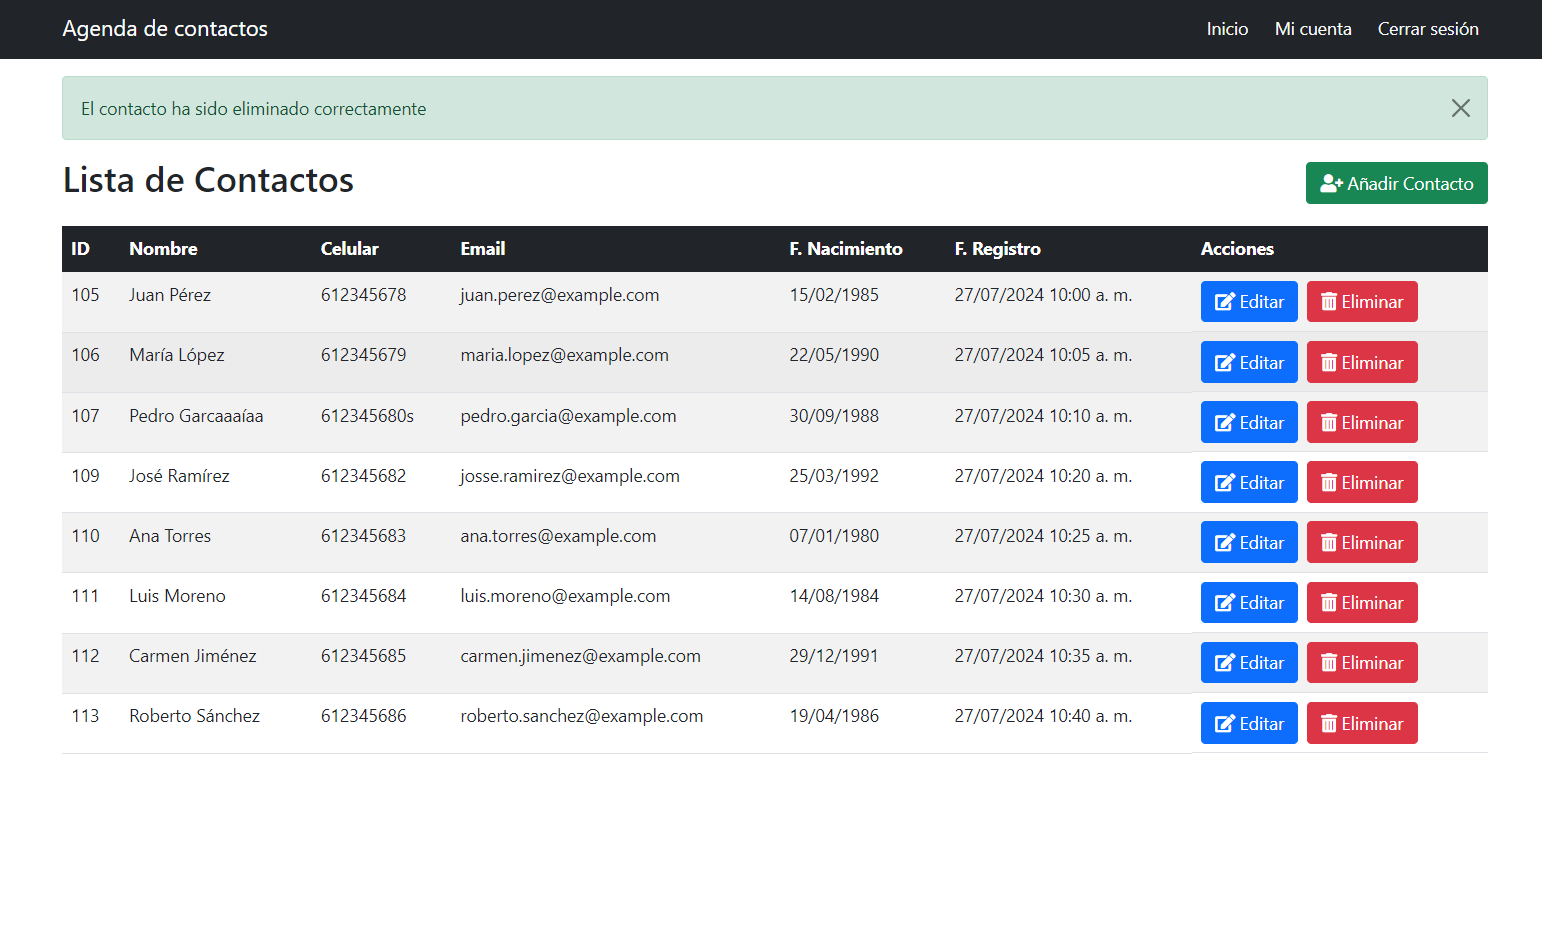 Agenda de contactos Inicio Mi cuenta Cerrar sesión
El contacto ha sido eliminado correctamente
Lista de Contactos Añadir Contacto
ID Nombre Celular Email F. Nacimiento F. Registro Acciones
105 Juan Pérez 612345678 juan.perez@example.com 15/02/1985 27/07/2024 10:00 a. m. Editar Eliminar
106 María López 612345679 maria.lopez@example.com 22/05/1990 27/07/2024 10:05 a. m. Editar Eliminar
107 Pedro Garcaaaíaa 612345680s pedro.garcia@example.com 30/09/1988 27/07/2024 10:10 a. m. Editar Eliminar
109 José Ramírez 612345682 josse.ramirez@example.com 25/03/1992 27/07/2024 10:20 a. m. Editar Eliminar
110 Ana Torres 612345683 ana.torres@example.com 07/01/1980 27/07/2024 10:25 a. m. Editar Eliminar
111 Luis Moreno 612345684 luis.moreno@example.com 14/08/1984 27/07/2024 10:30 a. m. Editar Eliminar
112 Carmen Jiménez 612345685 carmen.jimenez@example.com 29/12/1991 27/07/2024 10:35 a. m. Editar Eliminar
113 Roberto Sánchez 612345686 roberto.sanchez@example.com 19/04/1986 27/07/2024 10:40 a. m. Editar Eliminar